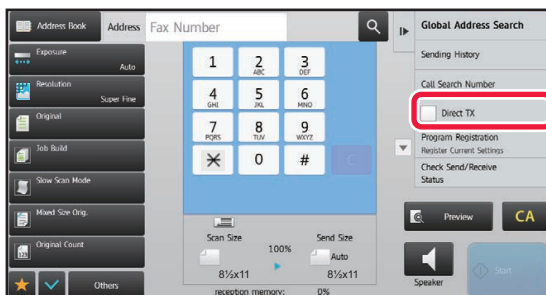 Address Book
Address
Fax Number
Exposure
Auto
Resolution
Super Fine
Original
Job Build
Slow Scan Mode
Mixed Size Orig.
Original Count
Others
1
2
ABC
3
DEF
4
GHI
5
JKL
6
MNO
7
PQRS
8
TUV
9
WXYZ
0
#
C
Scan Size
100%
Send Size
Auto
8½x11
8½x11
reception memory:
0%
Global Address Search
Sending History
Call Search Number
Direct TX
Program Registration
Register Current Settings
Check Send/Receive
Status
Preview
CA
Speaker
Start